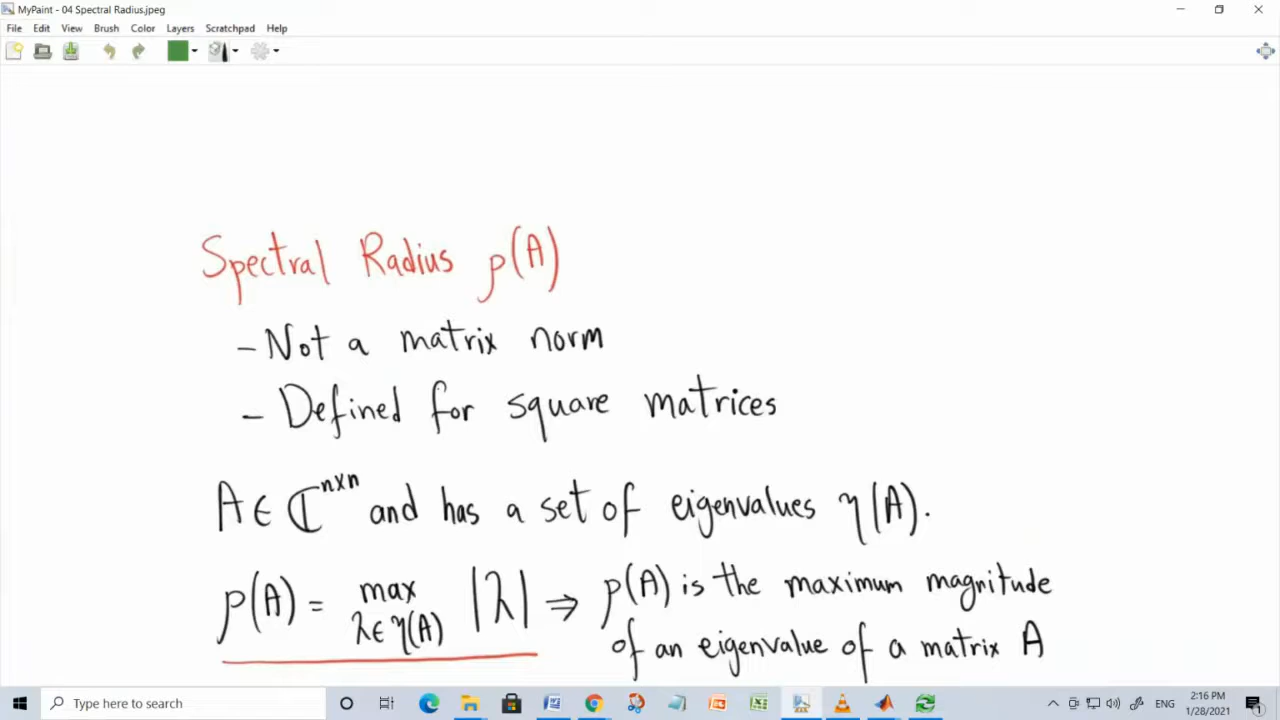 MyPaint - 04 Spectral Radius.jpeg
File Edit View Brush Color Layers Scratchpad Help
Spectral Radius ρ(A)
- Not a matrix norm
- Defined for square matrices
A ∈ ℂⁿˣⁿ and has a set of eigenvalues η(A).
ρ(A) = max |λ| ⇒ ρ(A) is the maximum magnitude
λ∈η(A) of an eigenvalue of a matrix A
Type here to search
ENG
2:16 PM
1/28/2021
1